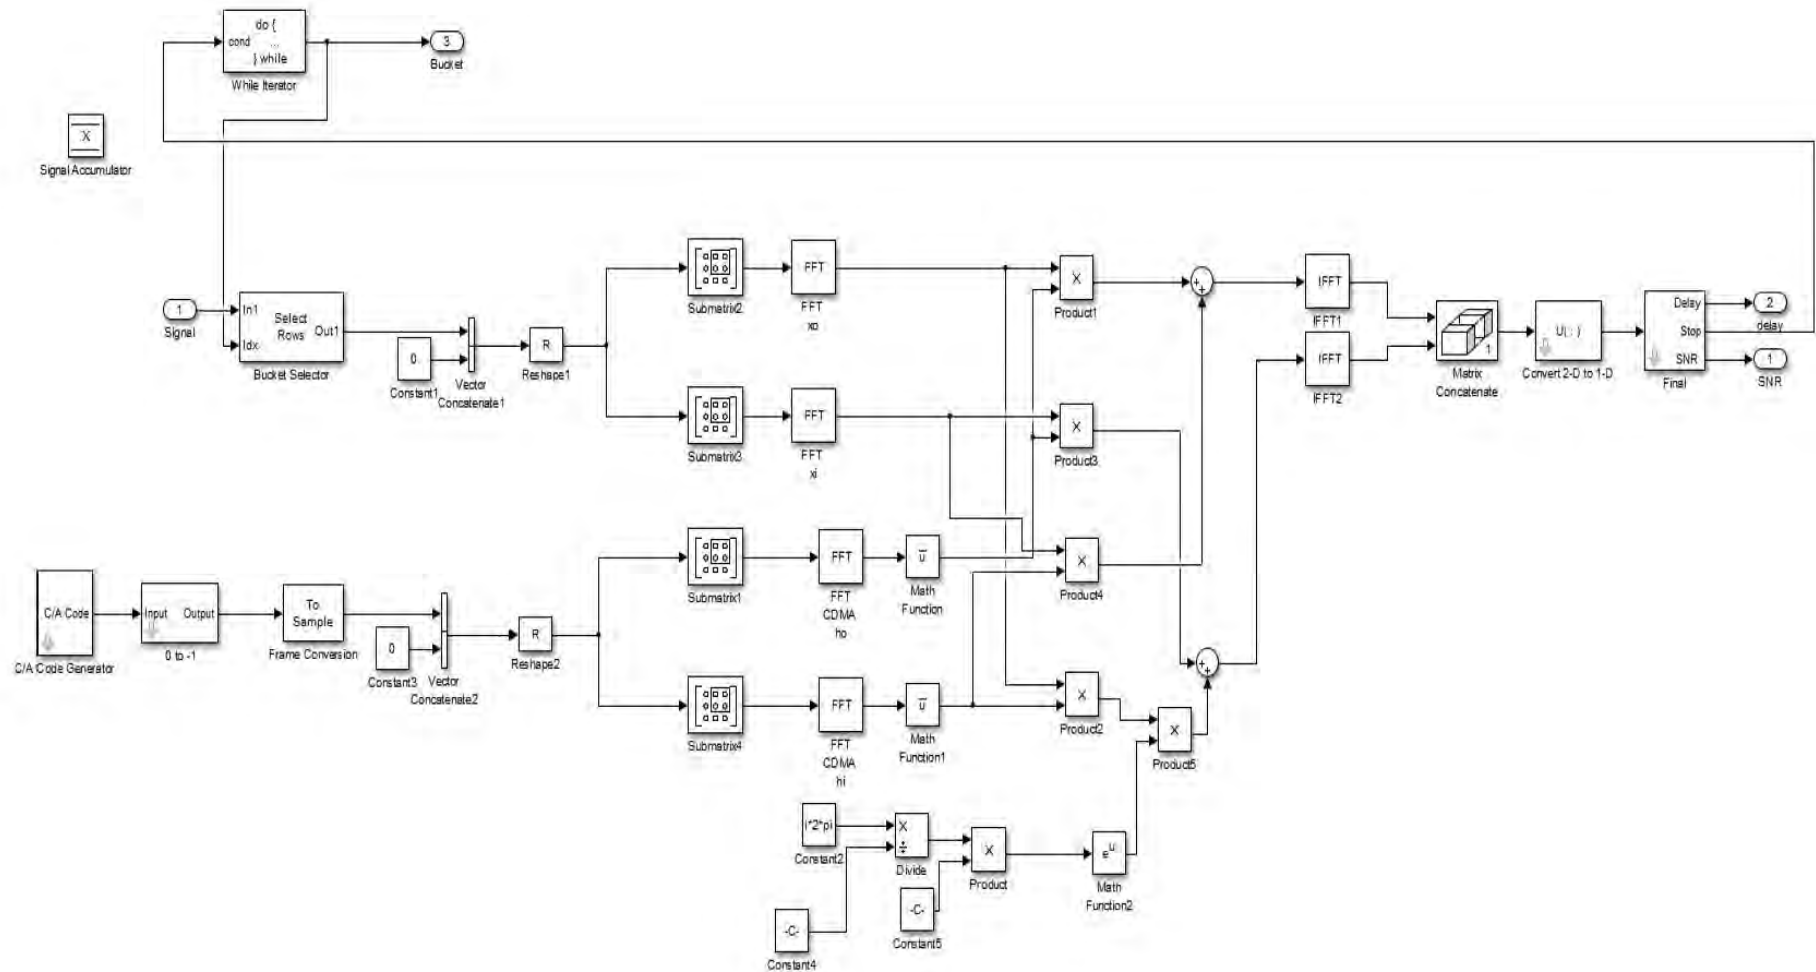 do {
cond ...
} while
While Iterator
3
Bucket
X
Signal Accumulator
1
Signal
In1
Select
Rows
Out1
Idx
Bucket Selector
0
Constant1
Vector
Concatenate1
R
Reshape1
Submatrix2
FFT
FFT
xo
X
Product1
+
+
IFFT
IFFT1
IFFT
IFFT2
1
Matrix
Concatenate
U( : )
Convert 2-D to 1-D
Delay
Stop
SNR
Final
2
delay
1
SNR
Submatrix3
FFT
FFT
xi
X
Product3
C/A Code
C/A Code Generator
Input Output
0 to -1
To
Sample
Frame Conversion
0
Constant3
Vector
Concatenate2
R
Reshape2
Submatrix1
FFT
FFT
CDMA
ho
u
Math
Function
X
Product4
Submatrix4
FFT
FFT
CDMA
hi
u
Math
Function1
X
Product2
X
Product5
+
+
i*2*pi
Constant2
X
÷
Divide
X
Product
e^u
Math
Function2
-C-
Constant4
-C-
Constant5